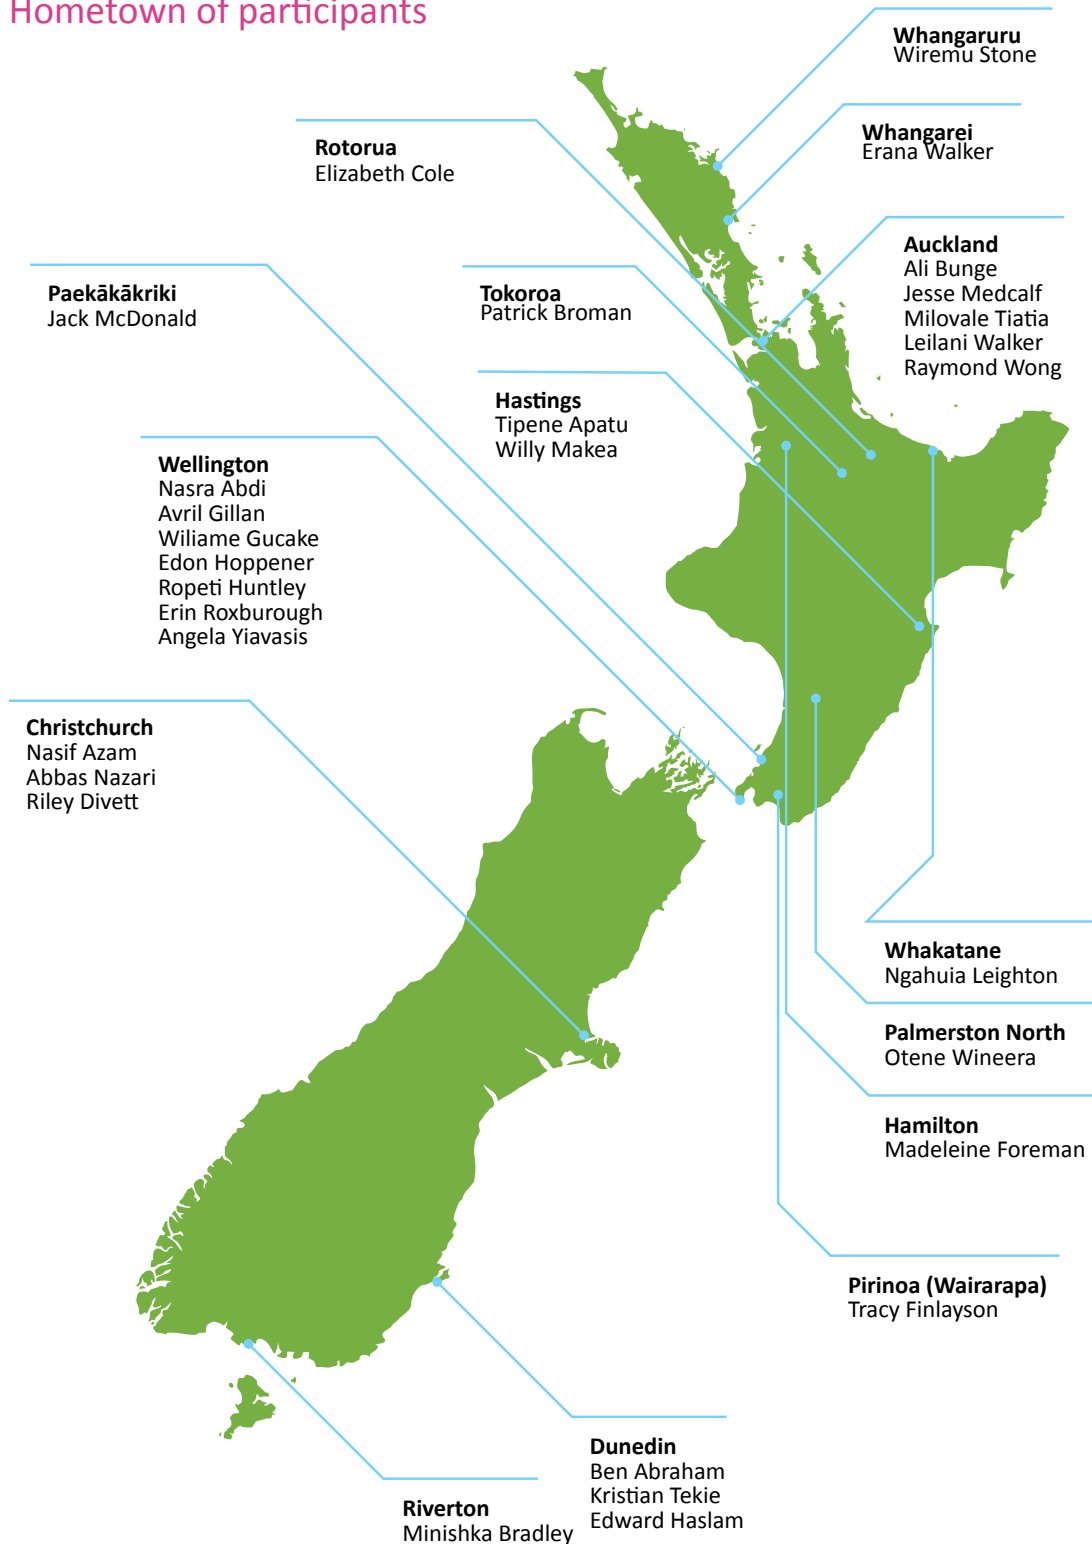 Hometown of participants
Whangaruru
Wiremu Stone
Whangarei
Erana Walker
Rotorua
Elizabeth Cole
Auckland
Ali Bunge
Jesse Medcalf
Milovale Tiatia
Leilani Walker
Raymond Wong
Paekākākriki
Jack McDonald
Tokoroa
Patrick Broman
Hastings
Tipene Apatu
Willy Makea
Wellington
Nasra Abdi
Avril Gillan
Wiliame Gucake
Edon Hoppener
Ropeti Huntley
Erin Roxburough
Angela Yiavasis
Christchurch
Nasif Azam
Abbas Nazari
Riley Divett
Whakatane
Ngahuia Leighton
Palmerston North
Otene Wineera
Hamilton
Madeleine Foreman
Pirinoa (Wairarapa)
Tracy Finlayson
Dunedin
Ben Abraham
Kristian Tekie
Edward Haslam
Riverton
Minishka Bradley